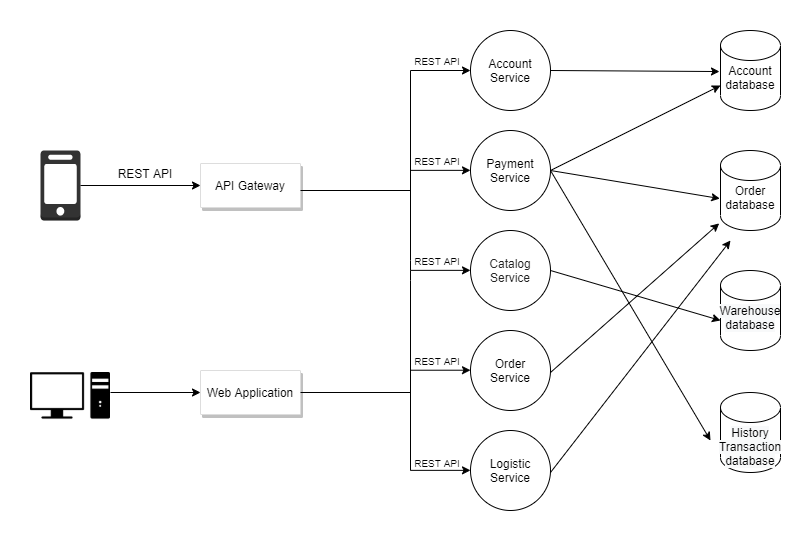 REST API
Account
Service
Account
database
REST API
API Gateway
REST API
Payment
Service
Order
database
REST API
Catalog
Service
Warehouse
database
Web Application
REST API
Order
Service
REST API
Logistic
Service
History
Transaction
database